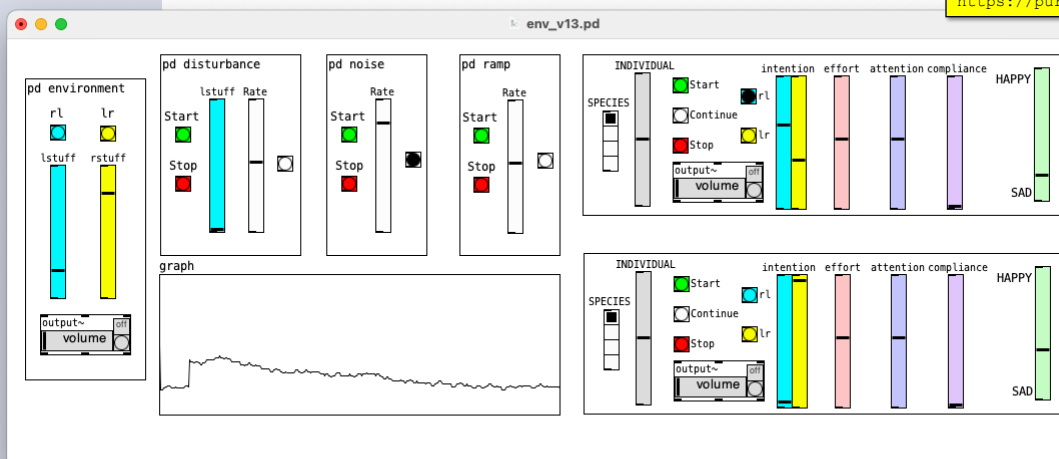 https://pur
env_v13.pd
pd environment
rl
lr
lstuff
rstuff
output~
off
volume
pd disturbance
lstuff
Rate
Start
Stop
pd noise
Rate
Start
Stop
pd ramp
Rate
Start
Stop
graph
INDIVIDUAL
SPECIES
Start
Continue
Stop
rl
lr
output~
off
volume
intention
effort
attention
compliance
HAPPY
SAD
INDIVIDUAL
SPECIES
Start
Continue
Stop
rl
lr
output~
off
volume
intention
effort
attention
compliance
HAPPY
SAD